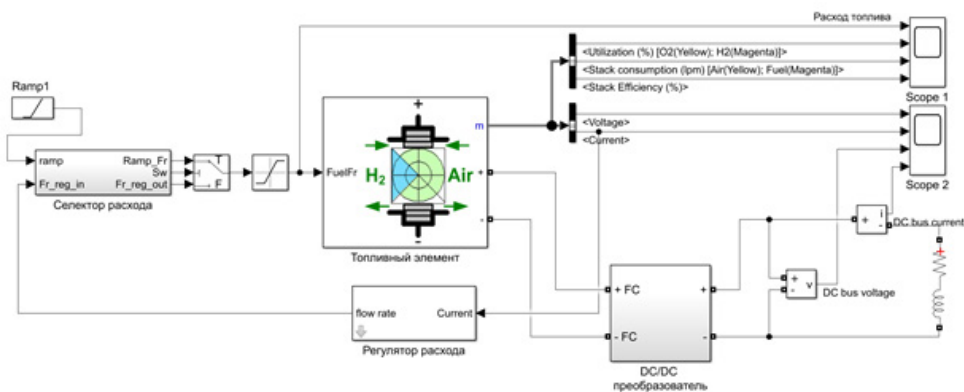 Расход топлива
<Utilization (%) [O2(Yellow); H2(Magenta)]>
<Stack consumption (lpm) [Air(Yellow); Fuel(Magenta)]>
<Stack Efficiency (%)>
Scope 1
Ramp1
+
m
<Voltage>
<Current>
Scope 2
ramp
Fr_reg_in
Ramp_Fr
Sw
Fr_reg_out
T
F
Селектор расхода
FuelFr
H2
Air
+
-
-
Топливный элемент
+
i
-
DC bus current
+
+
-
v
DC bus voltage
flow rate
Current
Регулятор расхода
+ FC
- FC
+
-
DC/DC
преобразователь